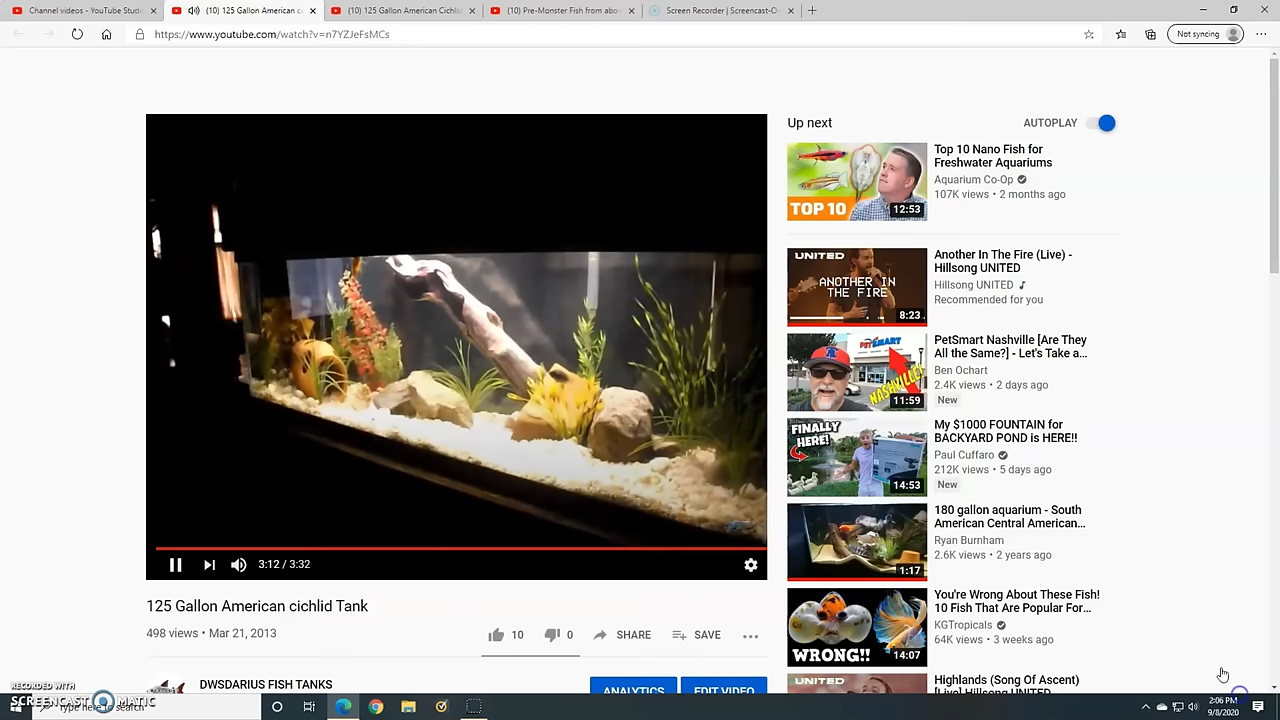 Channel videos - YouTube Stud
(10) 125 Gallon American c
(10) 125 Gallon American Cichlid
(10) Pre-Monster Fish from abo
Screen Recorder | Screencast-O
https://www.youtube.com/watch?v=n7YZJeFsMCs
Not syncing
Up next
AUTOPLAY
TOP 10
12:53
Top 10 Nano Fish for
Freshwater Aquariums
Aquarium Co-Op
107K views • 2 months ago
UNITED
ANOTHER IN
THE FIRE
8:23
Another In The Fire (Live) -
Hillsong UNITED
Hillsong UNITED
Recommended for you
PETSMART
NASHVILLE!
11:59
PetSmart Nashville [Are They
All the Same?] - Let's Take a...
Ben Ochart
2.4K views • 2 days ago
New
FINALLY
HERE!
14:53
My $1000 FOUNTAIN for
BACKYARD POND is HERE!!
Paul Cuffaro
212K views • 5 days ago
New
1:17
180 gallon aquarium - South
American Central American...
Ryan Burnham
2.6K views • 2 years ago
WRONG!!
14:07
You're Wrong About These Fish!
10 Fish That Are Popular For...
KGTropicals
64K views • 3 weeks ago
UNITED
Highlands (Song Of Ascent)
[Live] Hillsong UNITED
3:12 / 3:32
125 Gallon American cichlid Tank
498 views • Mar 21, 2013
10
0
SHARE
SAVE
DWSDARIUS FISH TANKS
ANALYTICS
EDIT VIDEO
RECORDED WITH
SCREENCAST MATIC
Type here to search
2:06 PM
9/8/2020